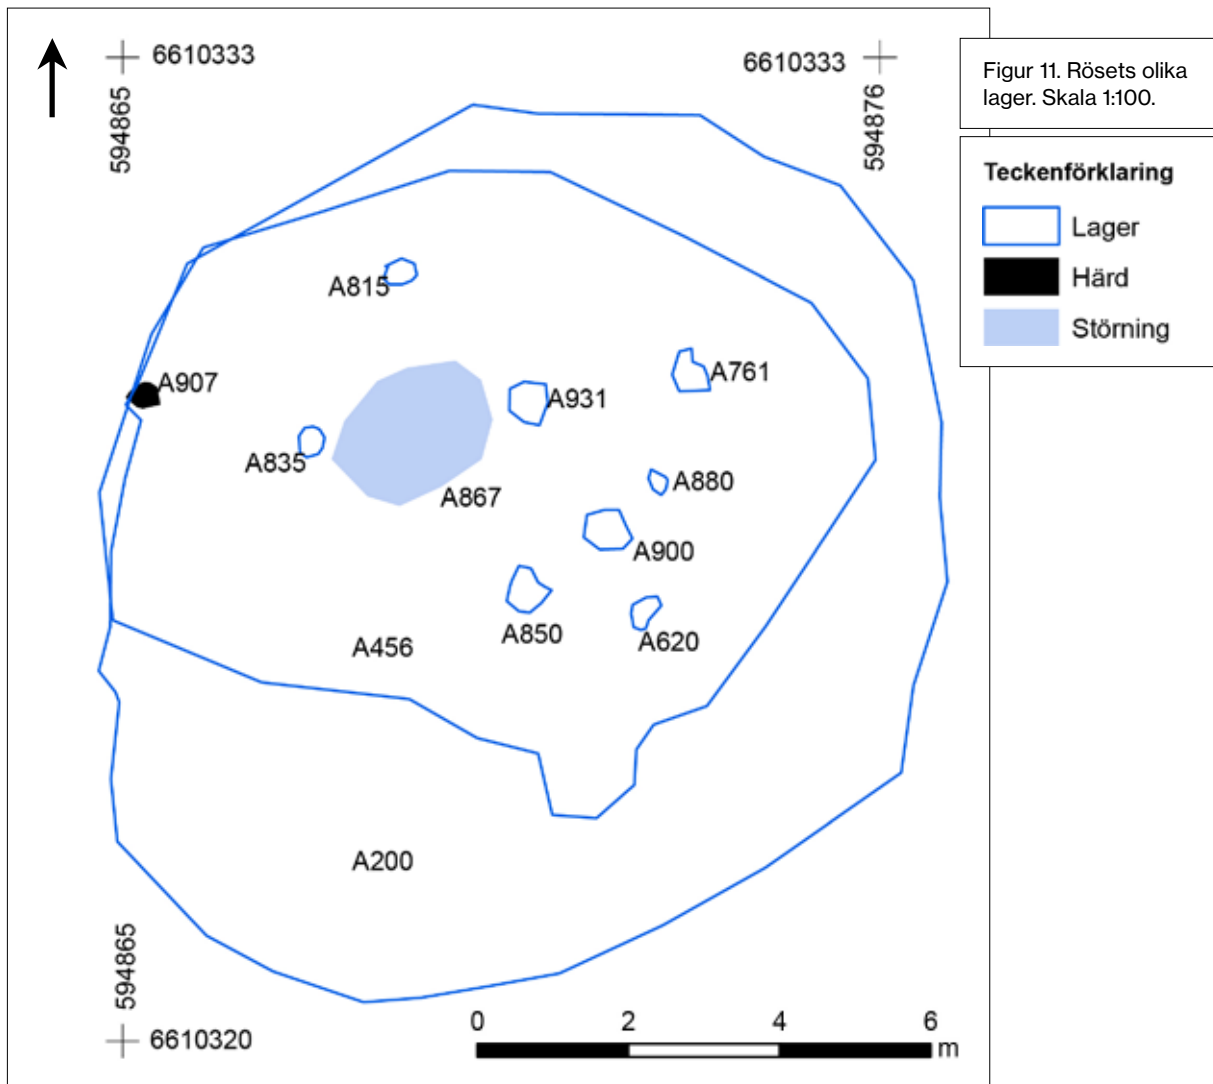 6610333
6610333
594865
594876
Figur 11. Rösets olika
lager. Skala 1:100.
Teckenförklaring
Lager
Härd
Störning
A815
A907
A931
A761
A835
A867
A880
A900
A850
A620
A456
A200
594865
6610320
0 2 4 6
m